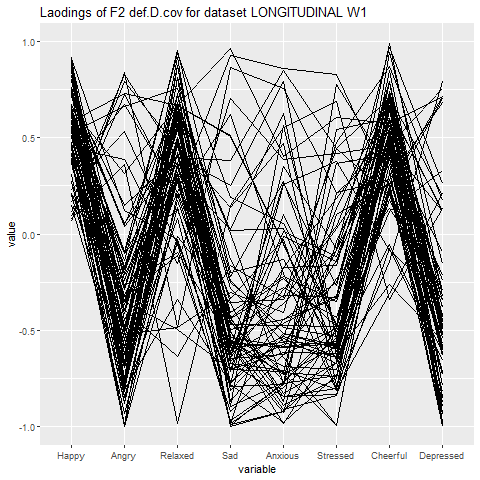 Laodings of F2 def.D.cov for dataset LONGITUDINAL W1
1.0
0.5
0.0
-0.5
-1.0
value
Happy Angry Relaxed Sad Anxious Stressed Cheerful Depressed
variable